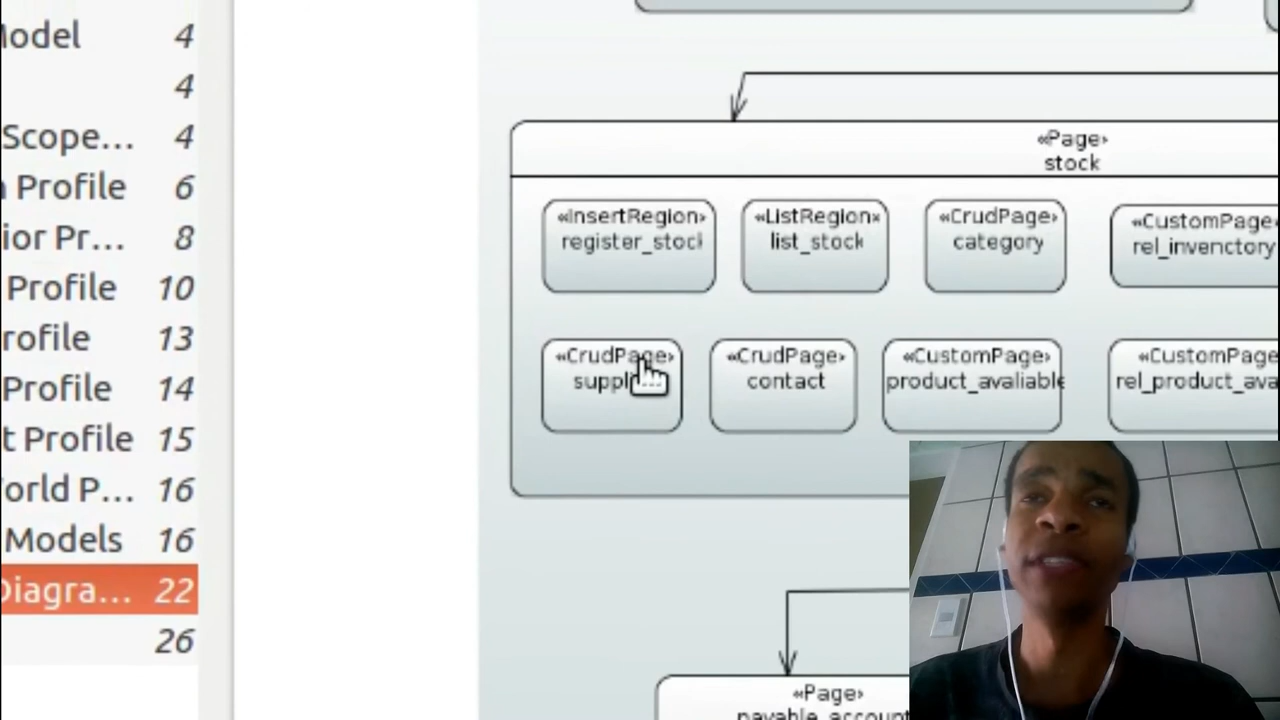 Model 4
4
Scope... 4
Profile 6
ior Pr... 8
Profile 10
rofile 13
Profile 14
t Profile 15
orld P... 16
Models 16
Diagra... 22
26
«Page»
stock
«InsertRegion»
register_stock
«ListRegion»
list_stock
«CrudPage»
category
«CustomPage»
rel_invenctory
«CrudPage»
suppli
«CrudPage»
contact
«CustomPage»
product_avaliable
«CustomPage
rel_product_ava
«Page»
payable_account